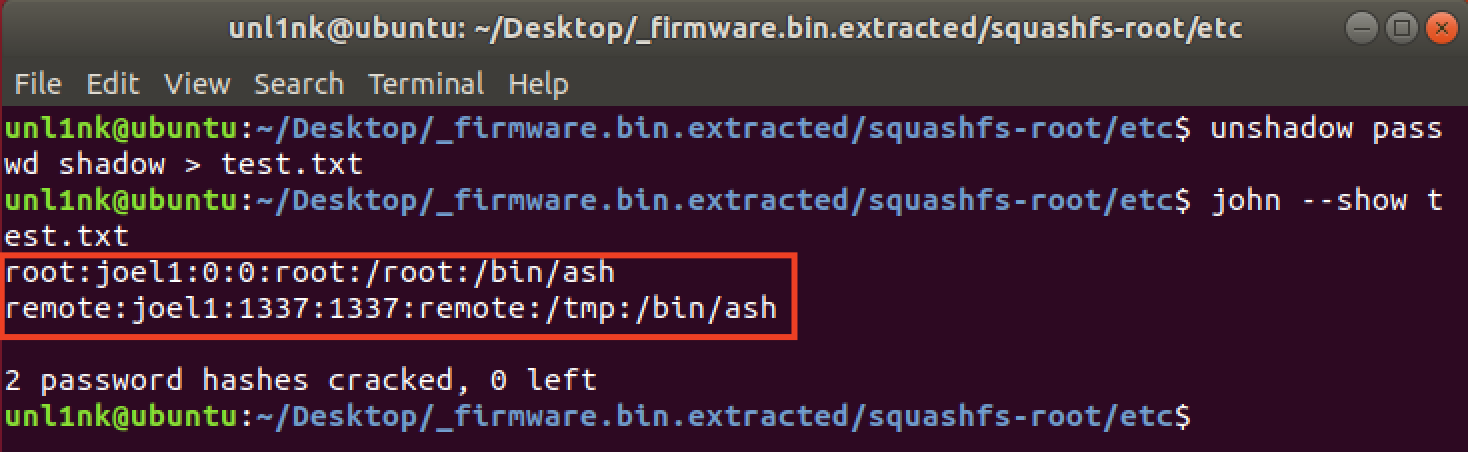 unl1nk@ubuntu: ~/Desktop/_firmware.bin.extracted/squashfs-root/etc
File Edit View Search Terminal Help
unl1nk@ubuntu:~/Desktop/_firmware.bin.extracted/squashfs-root/etc$ unshadow pass
wd shadow > test.txt
unl1nk@ubuntu:~/Desktop/_firmware.bin.extracted/squashfs-root/etc$ john --show t
est.txt
root:joel1:0:0:root:/root:/bin/ash
remote:joel1:1337:1337:remote:/tmp:/bin/ash
2 password hashes cracked, 0 left
unl1nk@ubuntu:~/Desktop/_firmware.bin.extracted/squashfs-root/etc$